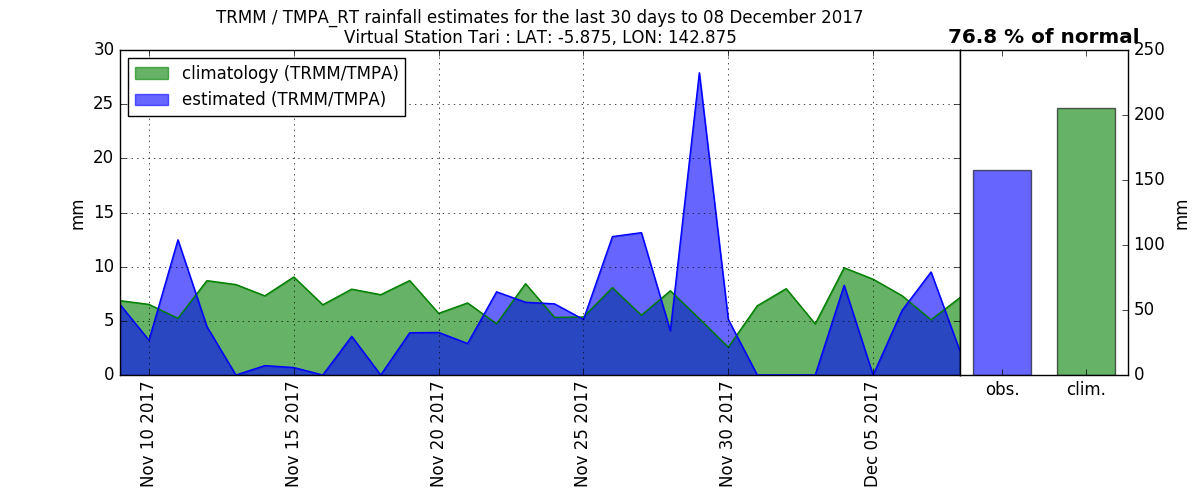 TRMM / TMPA_RT rainfall estimates for the last 30 days to 08 December 2017
Virtual Station Tari : LAT: -5.875, LON: 142.875
76.8 % of normal
climatology (TRMM/TMPA)
estimated (TRMM/TMPA)
30
25
20
15
10
5
0
mm
Nov 10 2017
Nov 15 2017
Nov 20 2017
Nov 25 2017
Nov 30 2017
Dec 05 2017
obs.
clim.
250
200
150
100
50
0
mm